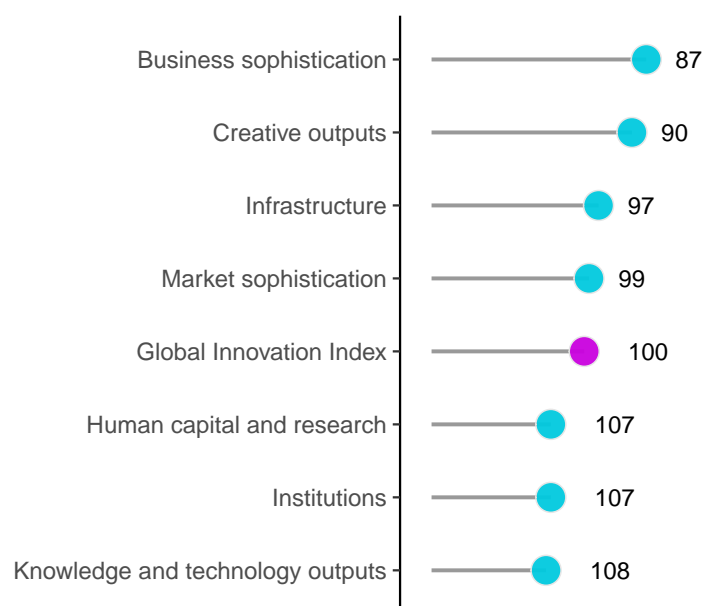 Business sophistication 87
Creative outputs 90
Infrastructure 97
Market sophistication 99
Global Innovation Index 100
Human capital and research 107
Institutions 107
Knowledge and technology outputs 108